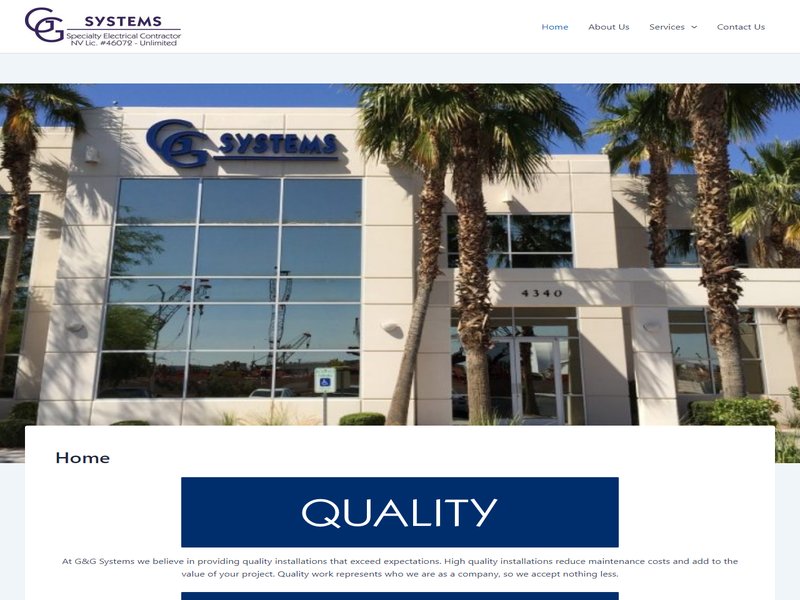 GG SYSTEMS
Specialty Electrical Contractor
NV Lic. #46072 - Unlimited
Home
About Us
Services
Contact Us
GG SYSTEMS
4340
Home
QUALITY
At G&G Systems we believe in providing quality installations that exceed expectations. High quality installations reduce maintenance costs and add to the
value of your project. Quality work represents who we are as a company, so we accept nothing less.